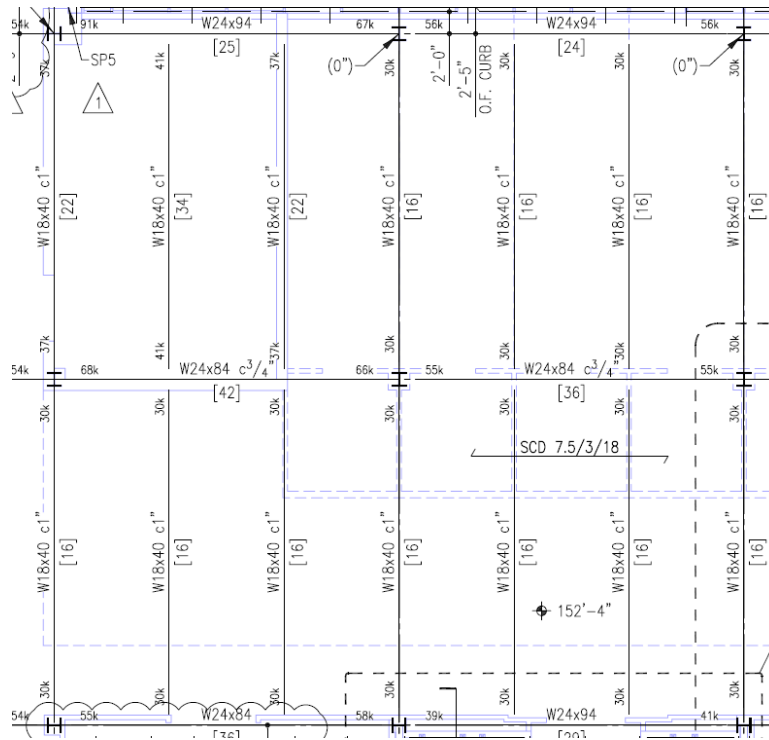 54k 91k W24x94 67k 56k W24x94 56k
[25] [24]
SP5 (0") (0")
1
2'-0"
2'-5"
O.F. CURB
37k 41k 37k 30k 30k 30k 30k
W18x40 c1" W18x40 c1" W18x40 c1" W18x40 c1" W18x40 c1" W18x40 c1" W18x40 c1"
[22] [34] [22] [16] [16] [16] [16]
37k 41k 37k 30k 30k 30k 30k
54k 68k W24x84 c3/4" 66k 55k W24x84 c3/4" 55k
[42] [36]
30k 30k 30k 30k 30k 30k 30k
SCD 7.5/3/18
W18x40 c1" W18x40 c1" W18x40 c1" W18x40 c1" W18x40 c1" W18x40 c1" W18x40 c1"
[16] [16] [16] [16] [16] [16] [16]
152'-4"
30k 30k 30k 30k 30k 30k 30k
54k 55k W24x84 58k 39k W24x94 41k
[36]